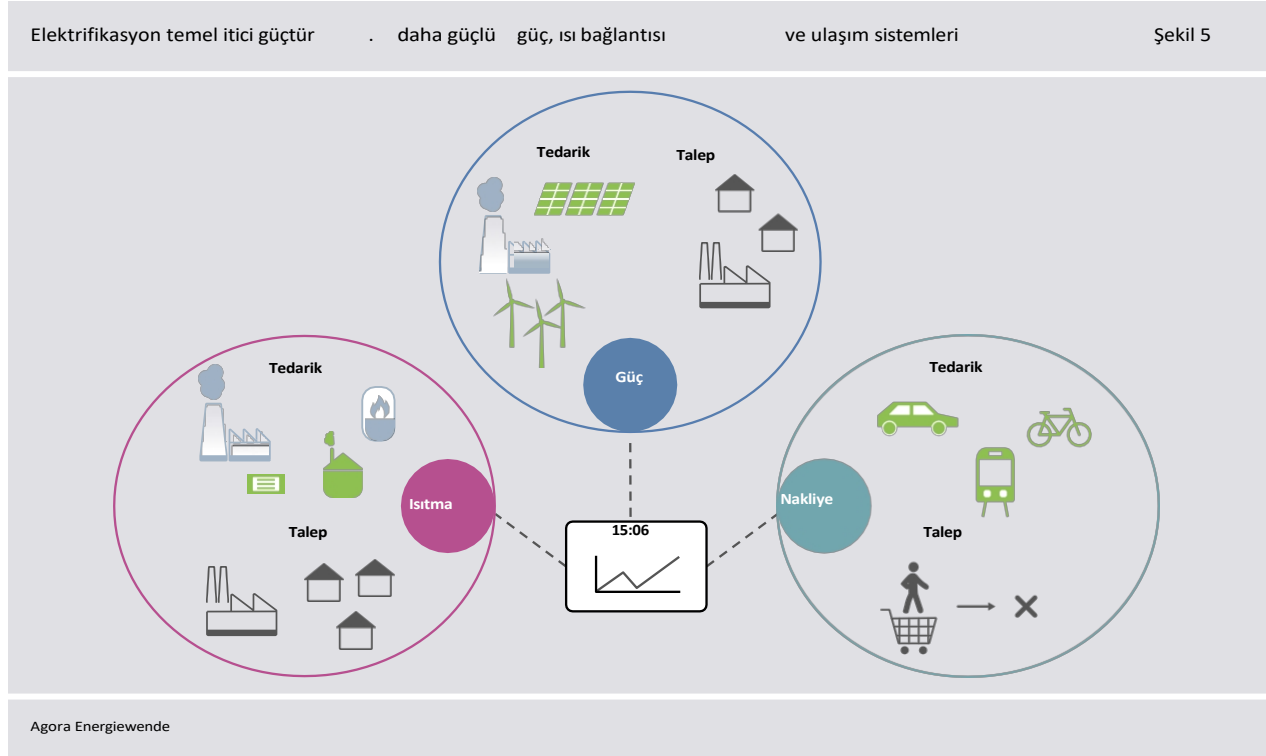 Elektrifikasyon temel itici güçtür . daha güçlü güç, ısı bağlantısı ve ulaşım sistemleri Şekil 5
Tedarik Talep
Güç
Tedarik
Isıtma
Talep
Tedarik
Nakliye
Talep
15:06
Agora Energiewende